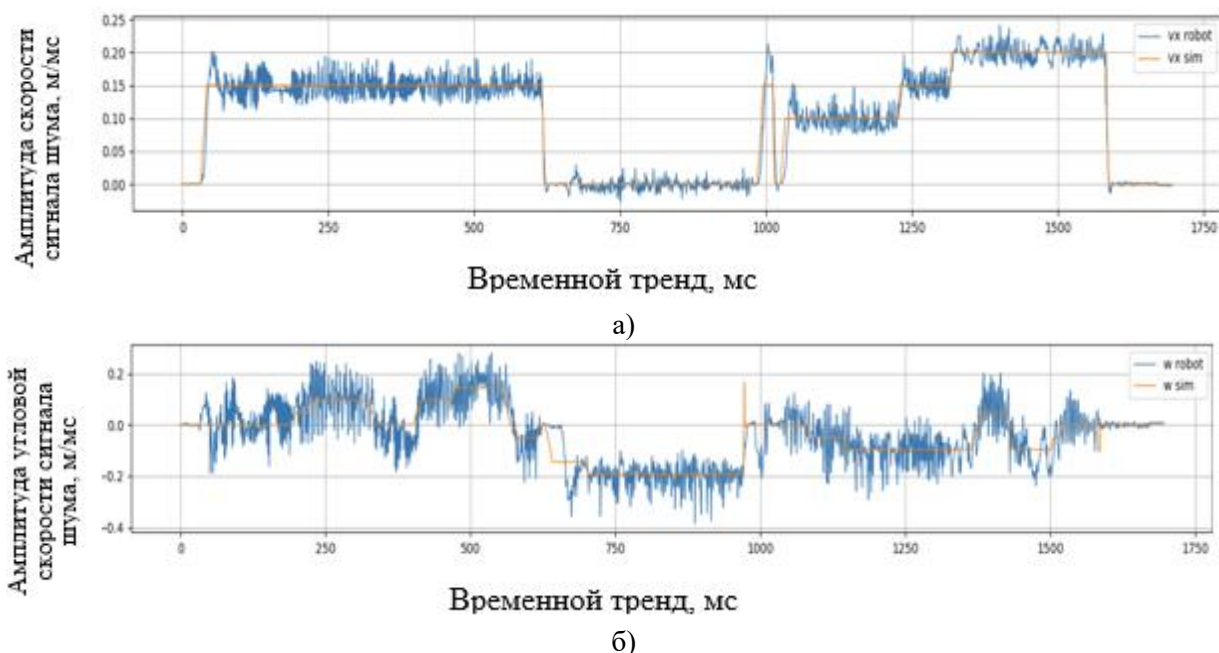 Амплитуда скорости
сигнала шума, м/мс
0.25
0.20
0.15
0.10
0.05
0.00
vx robot
vx sim
0
250
500
750
1000
1250
1500
1750
Временной тренд, мс
а)
Амплитуда угловой
скорости сигнала
шума, м/мс
0.2
0.0
−0.2
−0.4
w robot
w sim
0
250
500
750
1000
1250
1500
1750
Временной тренд, мс
б)